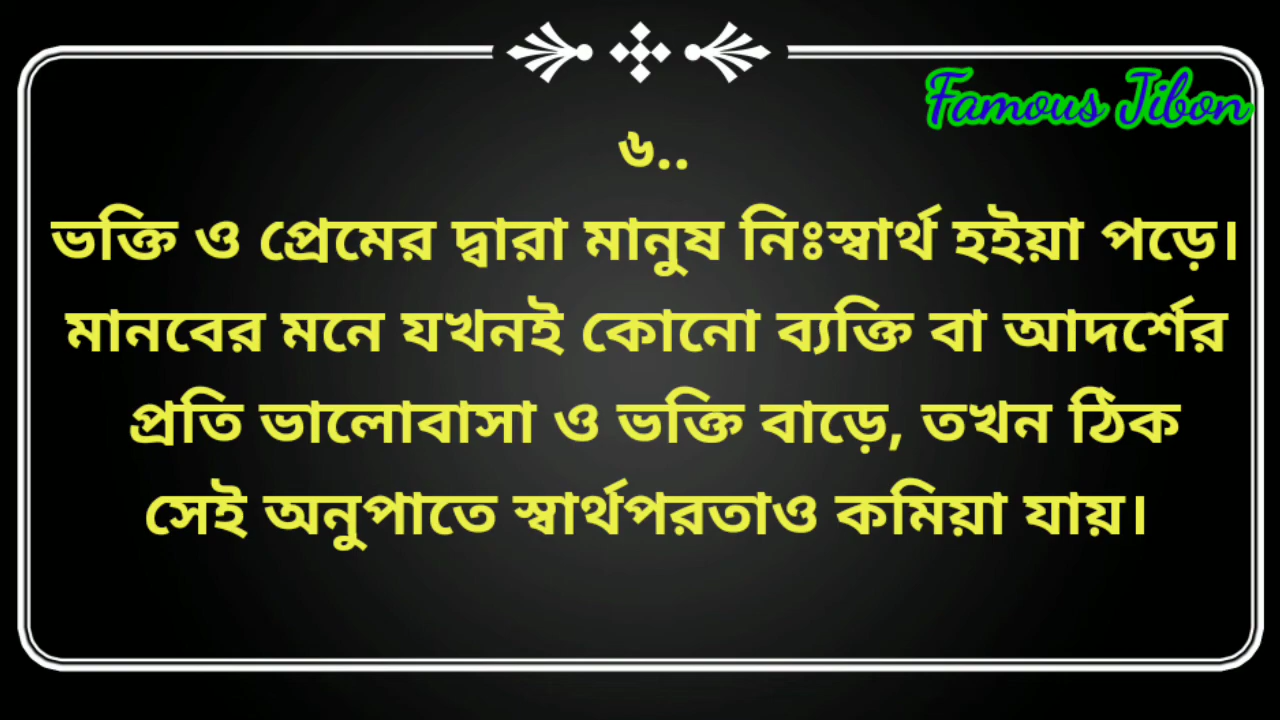 Famous Jibon
৬..
ভক্তি ও প্রেমের দ্বারা মানুষ নিঃস্বার্থ হইয়া পড়ে।
মানবের মনে যখনই কোনো ব্যক্তি বা আদর্শের
প্রতি ভালোবাসা ও ভক্তি বাড়ে, তখন ঠিক
সেই অনুপাতে স্বার্থপরতাও কমিয়া যায়।